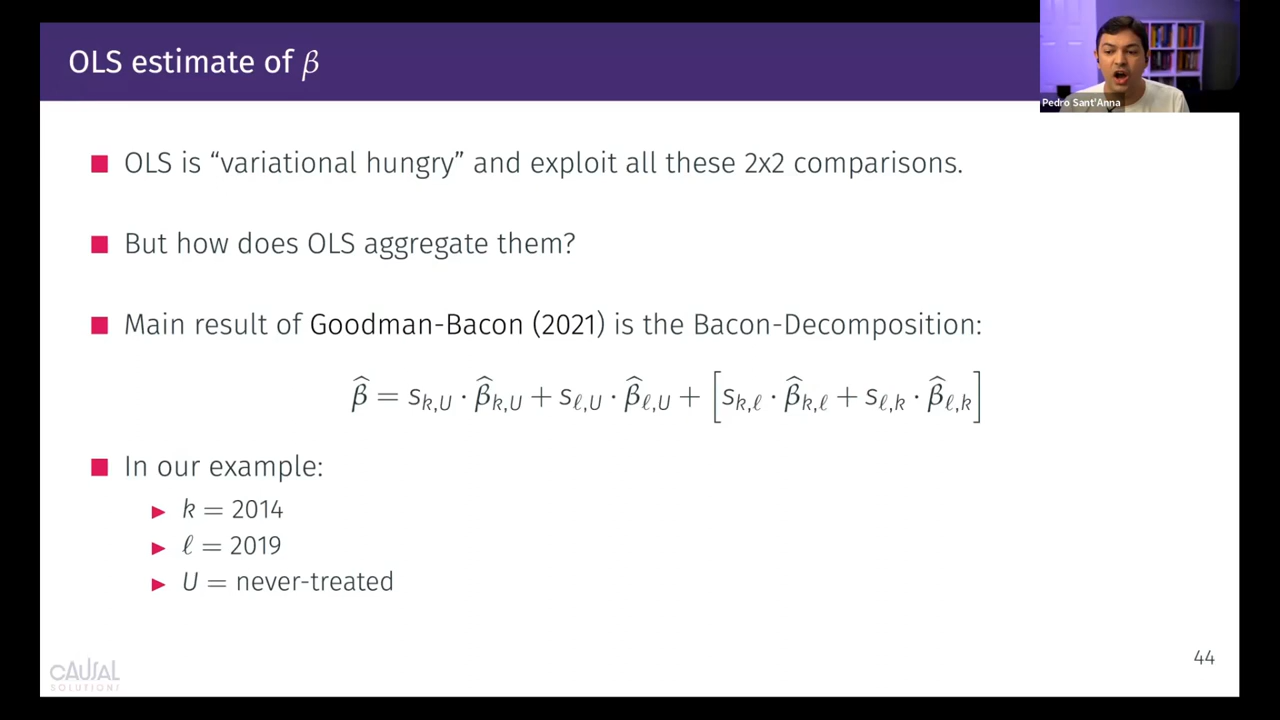 OLS estimate of β
Pedro Sant'Anna
OLS is “variational hungry” and exploit all these 2x2 comparisons.
But how does OLS aggregate them?
Main result of Goodman-Bacon (2021) is the Bacon-Decomposition:
β̂ = s_{k,U} · β̂_{k,U} + s_{ℓ,U} · β̂_{ℓ,U} + [s_{k,ℓ} · β̂_{k,ℓ} + s_{ℓ,k} · β̂_{ℓ,k}]
In our example:
k = 2014
ℓ = 2019
U = never-treated
CAUSAL
SOLUTIONS
44